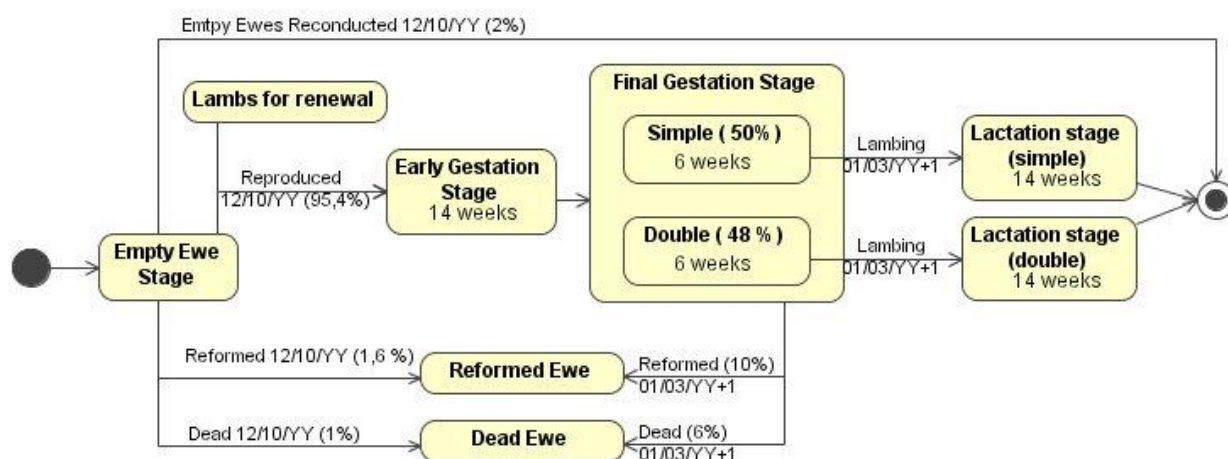 Emtpy Ewes Reconducted 12/10/YY (2%)
Lambs for renewal
Reproduced
12/10/YY (95,4%)
Empty Ewe
Stage
Early Gestation
Stage
14 weeks
Final Gestation Stage
Simple ( 50% )
6 weeks
Double ( 48 % )
6 weeks
Lambing
01/03/YY+1
Lactation stage
(simple)
14 weeks
Lambing
01/03/YY+1
Lactation stage
(double)
14 weeks
Reformed 12/10/YY (1,6 %)
Reformed Ewe
Reformed (10%)
01/03/YY+1
Dead 12/10/YY (1%)
Dead Ewe
Dead (6%)
01/03/YY+1